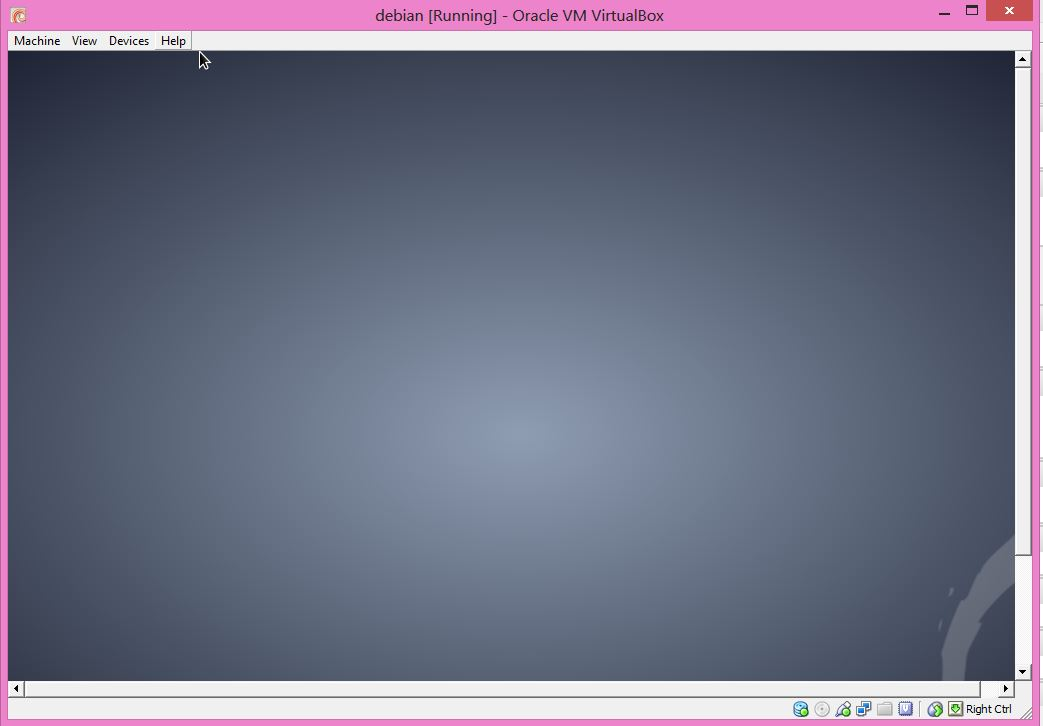 debian [Running] - Oracle VM VirtualBox
Machine View Devices Help
Right Ctrl